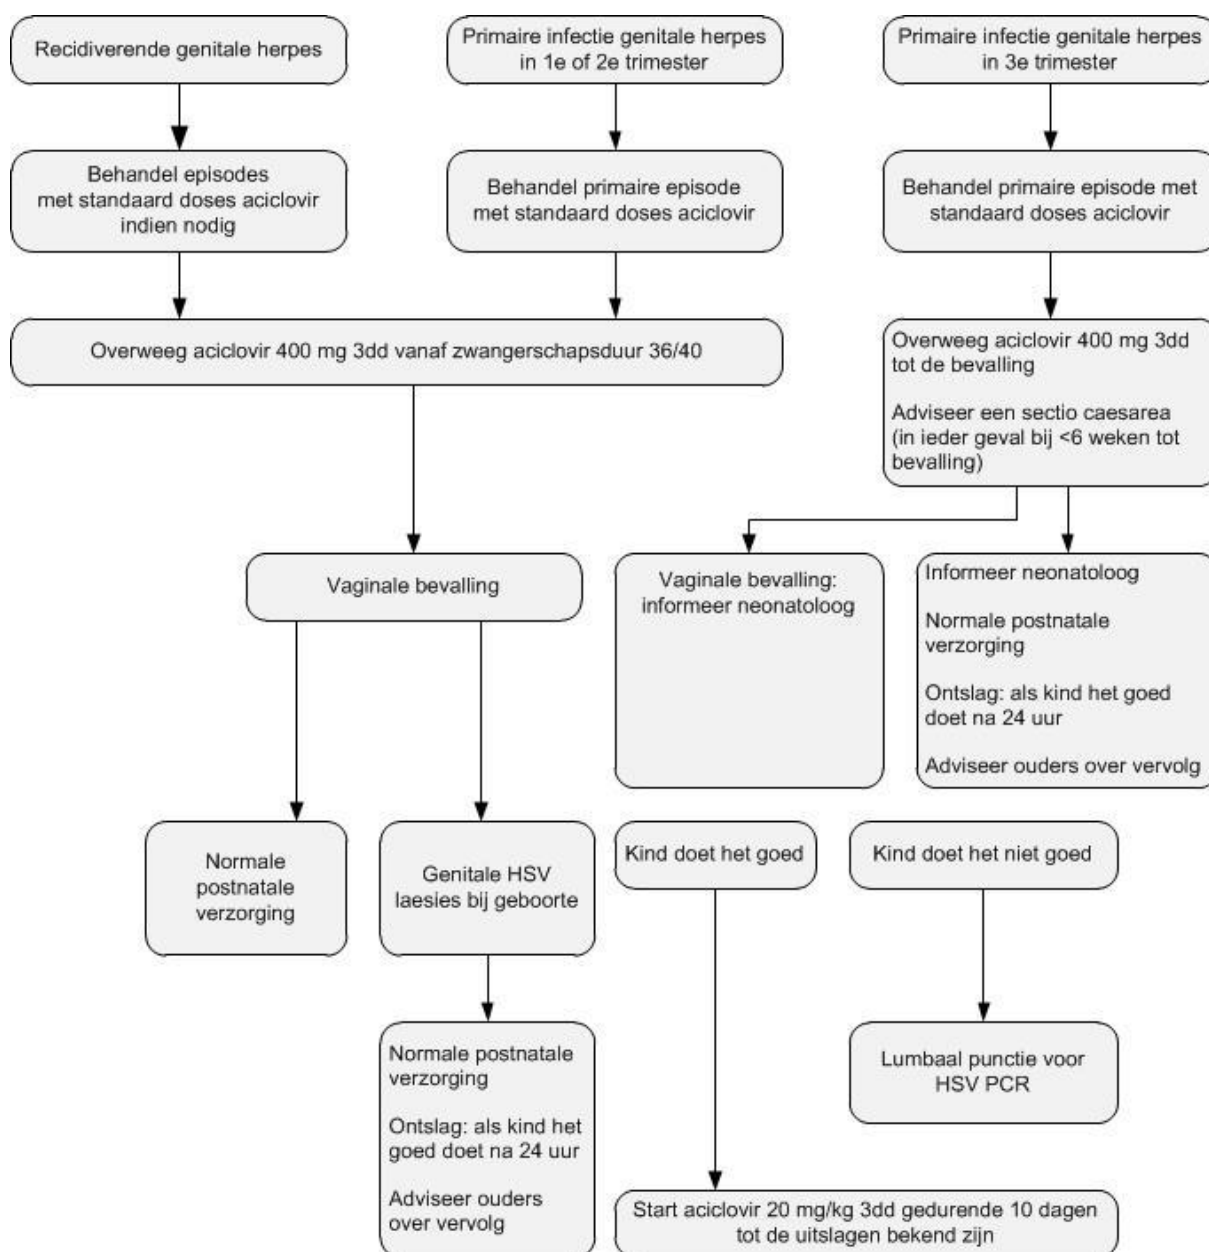 Recidiverende genitale herpes
Primaire infectie genitale herpes
in 1e of 2e trimester
Primaire infectie genitale herpes
in 3e trimester
Behandel episodes
met standaard doses aciclovir
indien nodig
Behandel primaire episode
met standaard doses aciclovir
Behandel primaire episode met
standaard doses aciclovir
Overweeg aciclovir 400 mg 3dd vanaf zwangerschapsduur 36/40
Overweeg aciclovir 400 mg 3dd
tot de bevalling
Adviseer een sectio caesarea
(in ieder geval bij <6 weken tot
bevalling)
Vaginale bevalling
Vaginale bevalling:
informeer neonatoloog
Informeer neonatoloog
Normale postnatale
verzorging
Ontslag: als kind het goed
doet na 24 uur
Adviseer ouders over vervolg
Normale
postnatale
verzorging
Genitale HSV
laesies bij geboorte
Kind doet het goed
Kind doet het niet goed
Normale postnatale
verzorging
Ontslag: als kind het
goed doet na 24 uur
Adviseer ouders
over vervolg
Lumbaal punctie voor
HSV PCR
Start aciclovir 20 mg/kg 3dd gedurende 10 dagen
tot de uitslagen bekend zijn